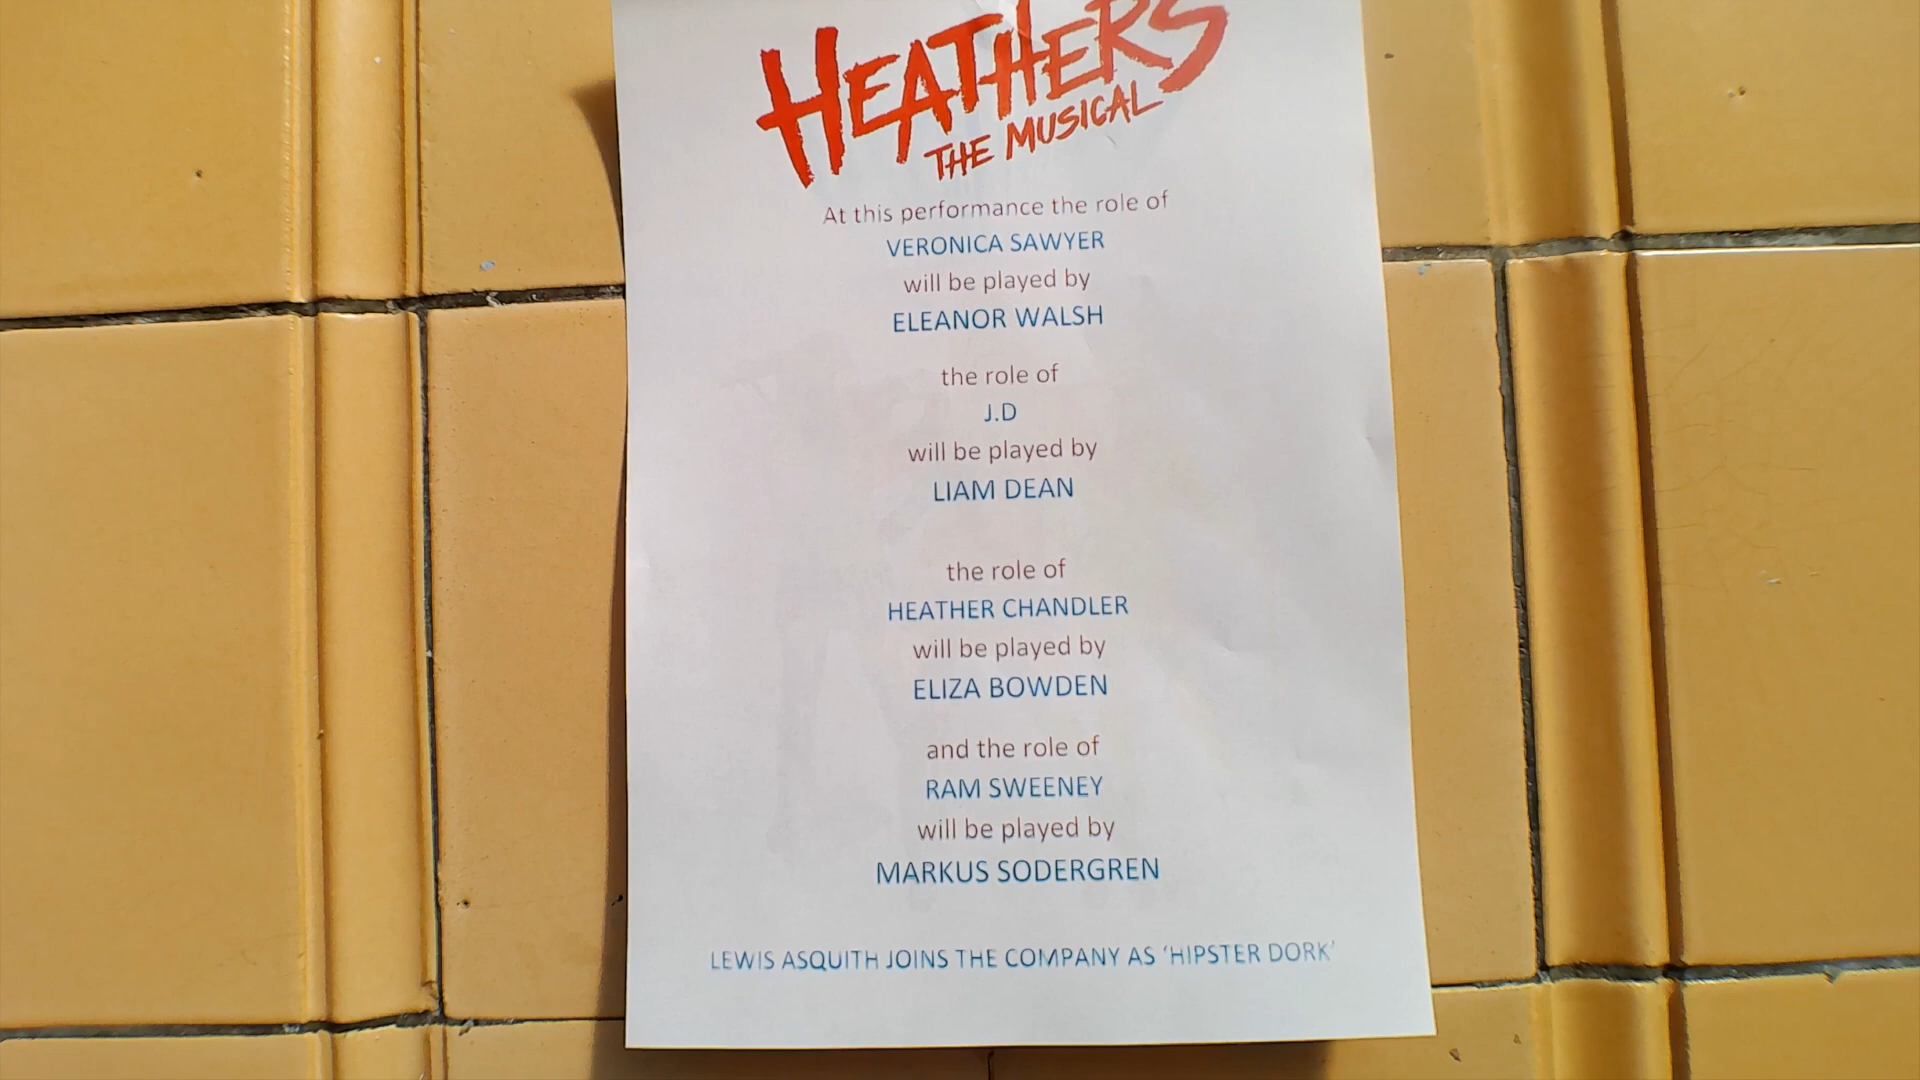 HEATHERS
THE MUSICAL
At this performance the role of
VERONICA SAWYER
will be played by
ELEANOR WALSH
the role of
J.D
will be played by
LIAM DEAN
the role of
HEATHER CHANDLER
will be played by
ELIZA BOWDEN
and the role of
RAM SWEENEY
will be played by
MARKUS SODERGREN
LEWIS ASQUITH JOINS THE COMPANY AS ‘HIPSTER DORK’